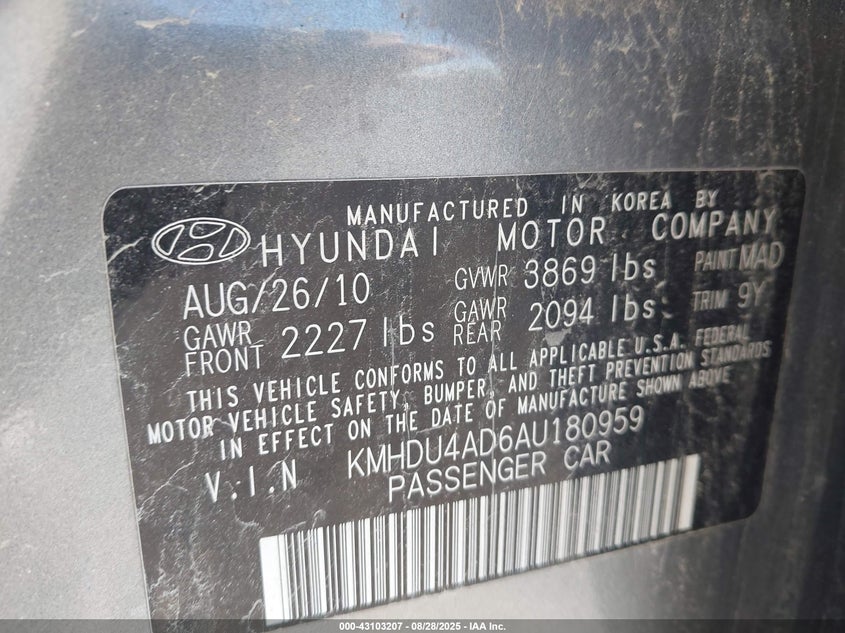 MANUFACTURED IN KOREA BY
HYUNDAI MOTOR COMPANY
AUG/26/10 GVWR 3869 lbs PAINT MAD
GAWR FRONT 2227 lbs GAWR REAR 2094 lbs TRIM 9Y
THIS VEHICLE CONFORMS TO ALL APPLICABLE U.S.A. FEDERAL
MOTOR VEHICLE SAFETY, BUMPER, AND THEFT PREVENTION STANDARDS
IN EFFECT ON THE DATE OF MANUFACTURE SHOWN ABOVE
V.I.N KMHDU4AD6AU180959
PASSENGER CAR
000-43103207 - 08/28/2025 - IAA Inc.